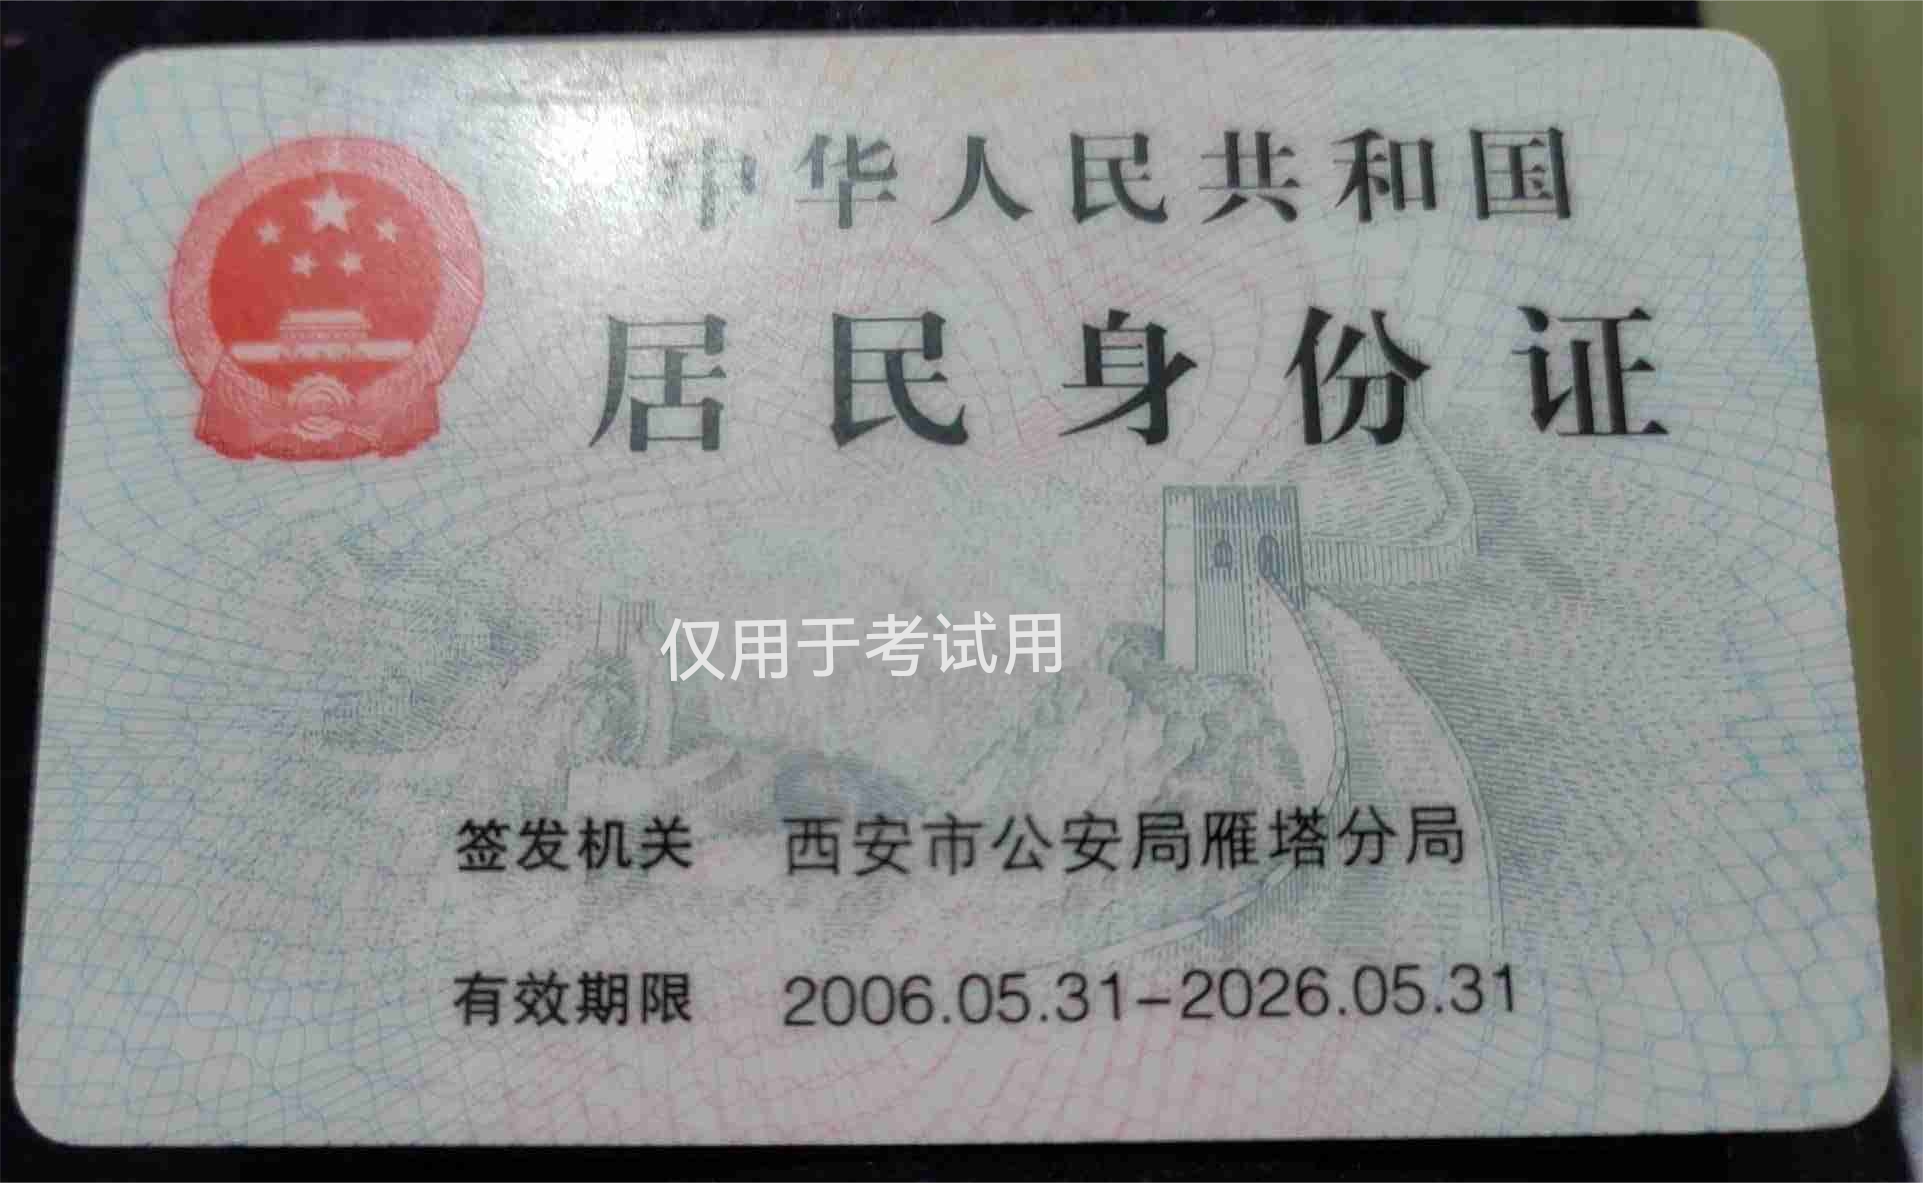 中华人民共和国
居民身份证
仅用于考试用
签发机关 西安市公安局雁塔分局
有效期限 2006.05.31-2026.05.31